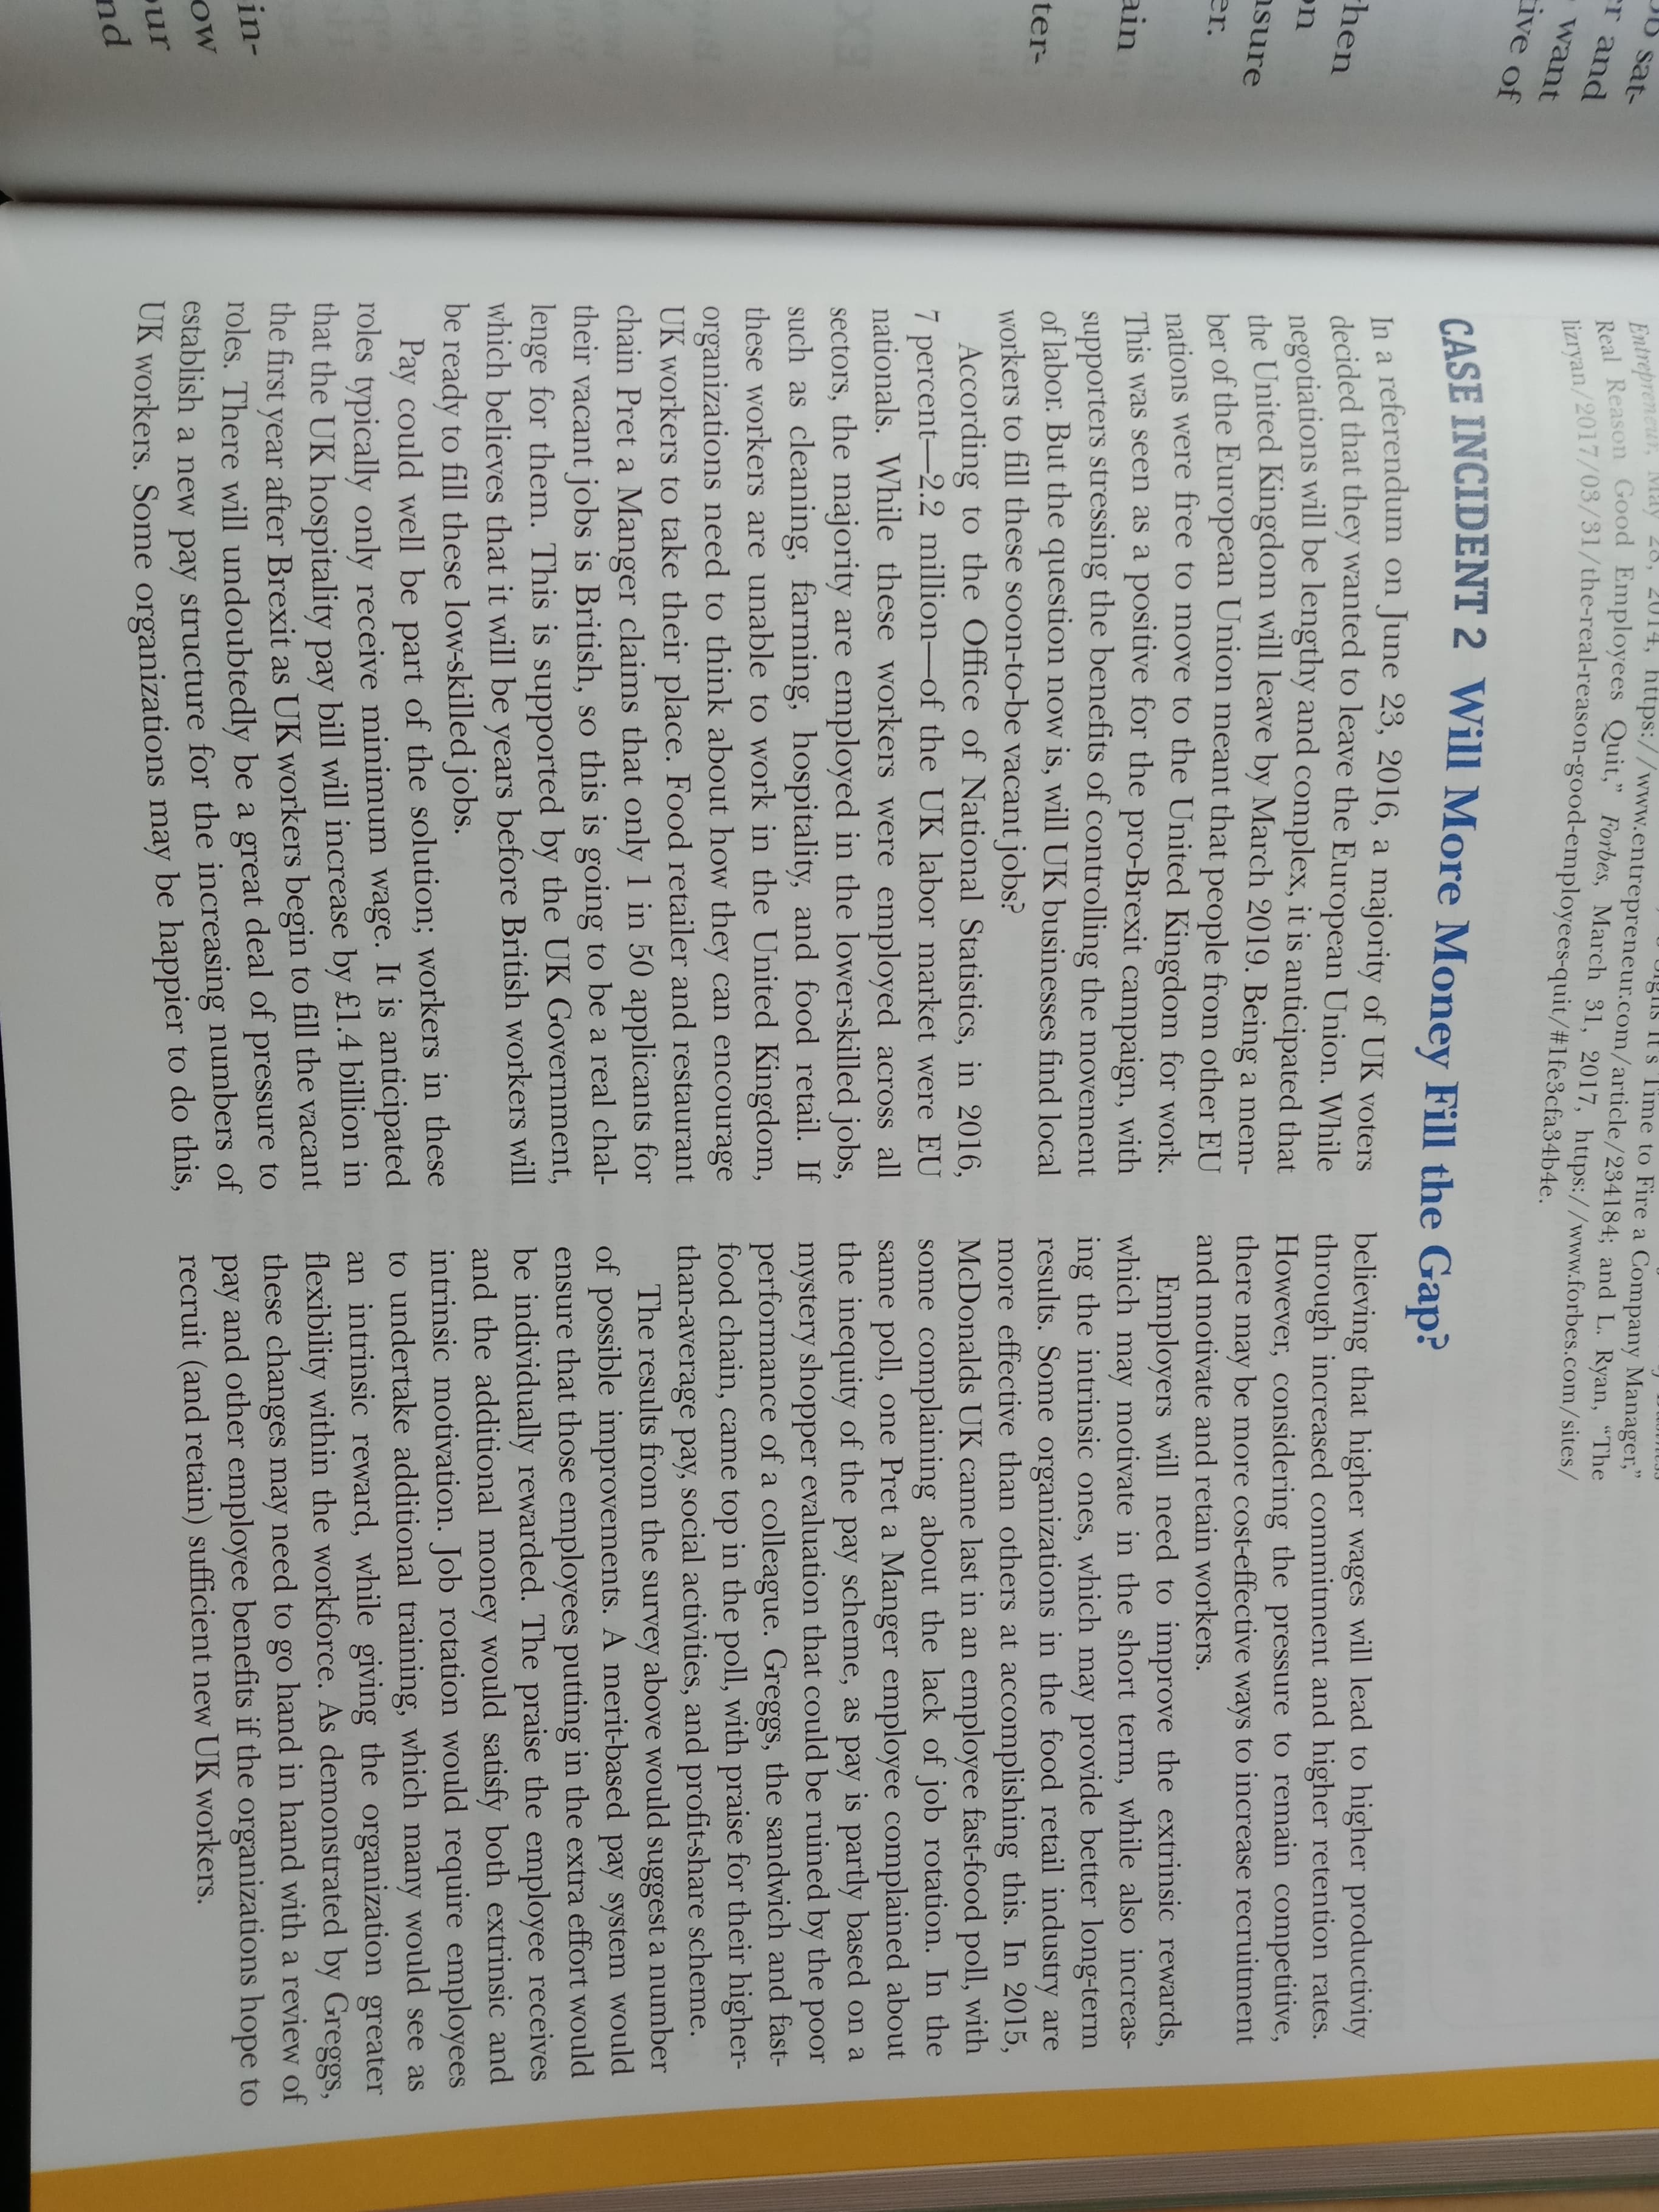 sat-
and
want
tive of
hen
on
sure
er.
ain
ter-
in-
ow
our
nd
Entrepreneur, May 28, 2014, https://www.entrepreneur.com/article/234184; and L. Ryan, “The
It’s Time to Fire a Company Manager,”
Real Reason Good Employees Quit,” Forbes, March 31, 2017, https://www.forbes.com/sites/
lizryan/2017/03/31/the-real-reason-good-employees-quit/#1fe3cfa34b4e.
CASE INCIDENT 2 Will More Money Fill the Gap?
In a referendum on June 23, 2016, a majority of UK voters
decided that they wanted to leave the European Union. While
negotiations will be lengthy and complex, it is anticipated that
the United Kingdom will leave by March 2019. Being a mem-
ber of the European Union meant that people from other EU
nations were free to move to the United Kingdom for work.
This was seen as a positive for the pro-Brexit campaign, with
supporters stressing the benefits of controlling the movement
of labor. But the question now is, will UK businesses find local
workers to fill these soon-to-be vacant jobs?
According to the Office of National Statistics, in 2016,
7 percent—2.2 million—of the UK labor market were EU
nationals. While these workers were employed across all
sectors, the majority are employed in the lower-skilled jobs,
such as cleaning, farming, hospitality, and food retail. If
these workers are unable to work in the United Kingdom,
organizations need to think about how they can encourage
UK workers to take their place. Food retailer and restaurant
chain Pret a Manger claims that only 1 in 50 applicants for
their vacant jobs is British, so this is going to be a real chal-
lenge for them. This is supported by the UK Government,
which believes that it will be years before British workers will
be ready to fill these low-skilled jobs.
Pay could well be part of the solution; workers in these
roles typically only receive minimum wage. It is anticipated
that the UK hospitality pay bill will increase by £1.4 billion in
the first year after Brexit as UK workers begin to fill the vacant
roles. There will undoubtedly be a great deal of pressure to
establish a new pay structure for the increasing numbers of
UK workers. Some organizations may be happier to do this,
believing that higher wages will lead to higher productivity
through increased commitment and higher retention rates.
However, considering the pressure to remain competitive,
there may be more cost-effective ways to increase recruitment
and motivate and retain workers.
Employers will need to improve the extrinsic rewards,
which may motivate in the short term, while also increas-
ing the intrinsic ones, which may provide better long-term
results. Some organizations in the food retail industry are
more effective than others at accomplishing this. In 2015,
McDonalds UK came last in an employee fast-food poll, with
some complaining about the lack of job rotation. In the
same poll, one Pret a Manger employee complained about
the inequity of the pay scheme, as pay is partly based on a
mystery shopper evaluation that could be ruined by the poor
performance of a colleague. Greggs, the sandwich and fast-
food chain, came top in the poll, with praise for their higher-
than-average pay, social activities, and profit-share scheme.
The results from the survey above would suggest a number
of possible improvements. A merit-based pay system would
ensure that those employees putting in the extra effort would
be individually rewarded. The praise the employee receives
and the additional money would satisfy both extrinsic and
intrinsic motivation. Job rotation would require employees
to undertake additional training, which many would see as
an intrinsic reward, while giving the organization greater
flexibility within the workforce. As demonstrated by Greggs,
these changes may need to go hand in hand with a review of
pay and other employee benefits if the organizations hope to
recruit (and retain) sufficient new UK workers.